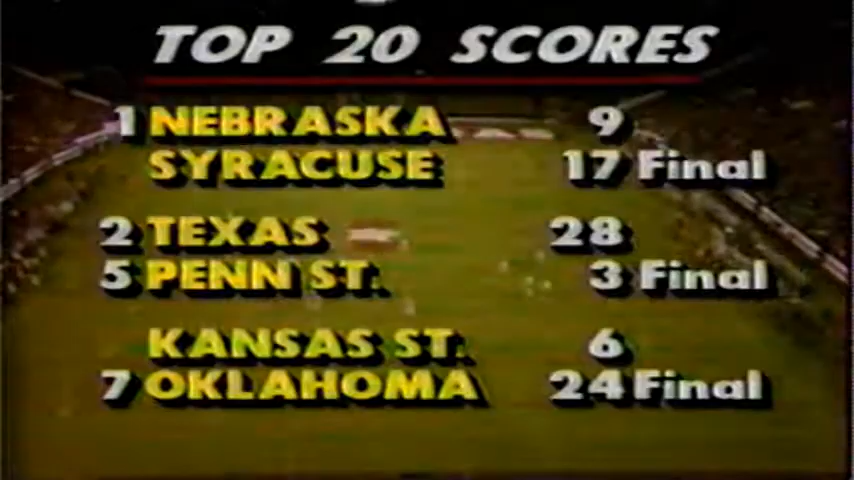 TOP 20 SCORES
1 NEBRASKA 9
SYRACUSE 17 Final
2 TEXAS 28
5 PENN ST. 3 Final
KANSAS ST. 6
7 OKLAHOMA 24 Final